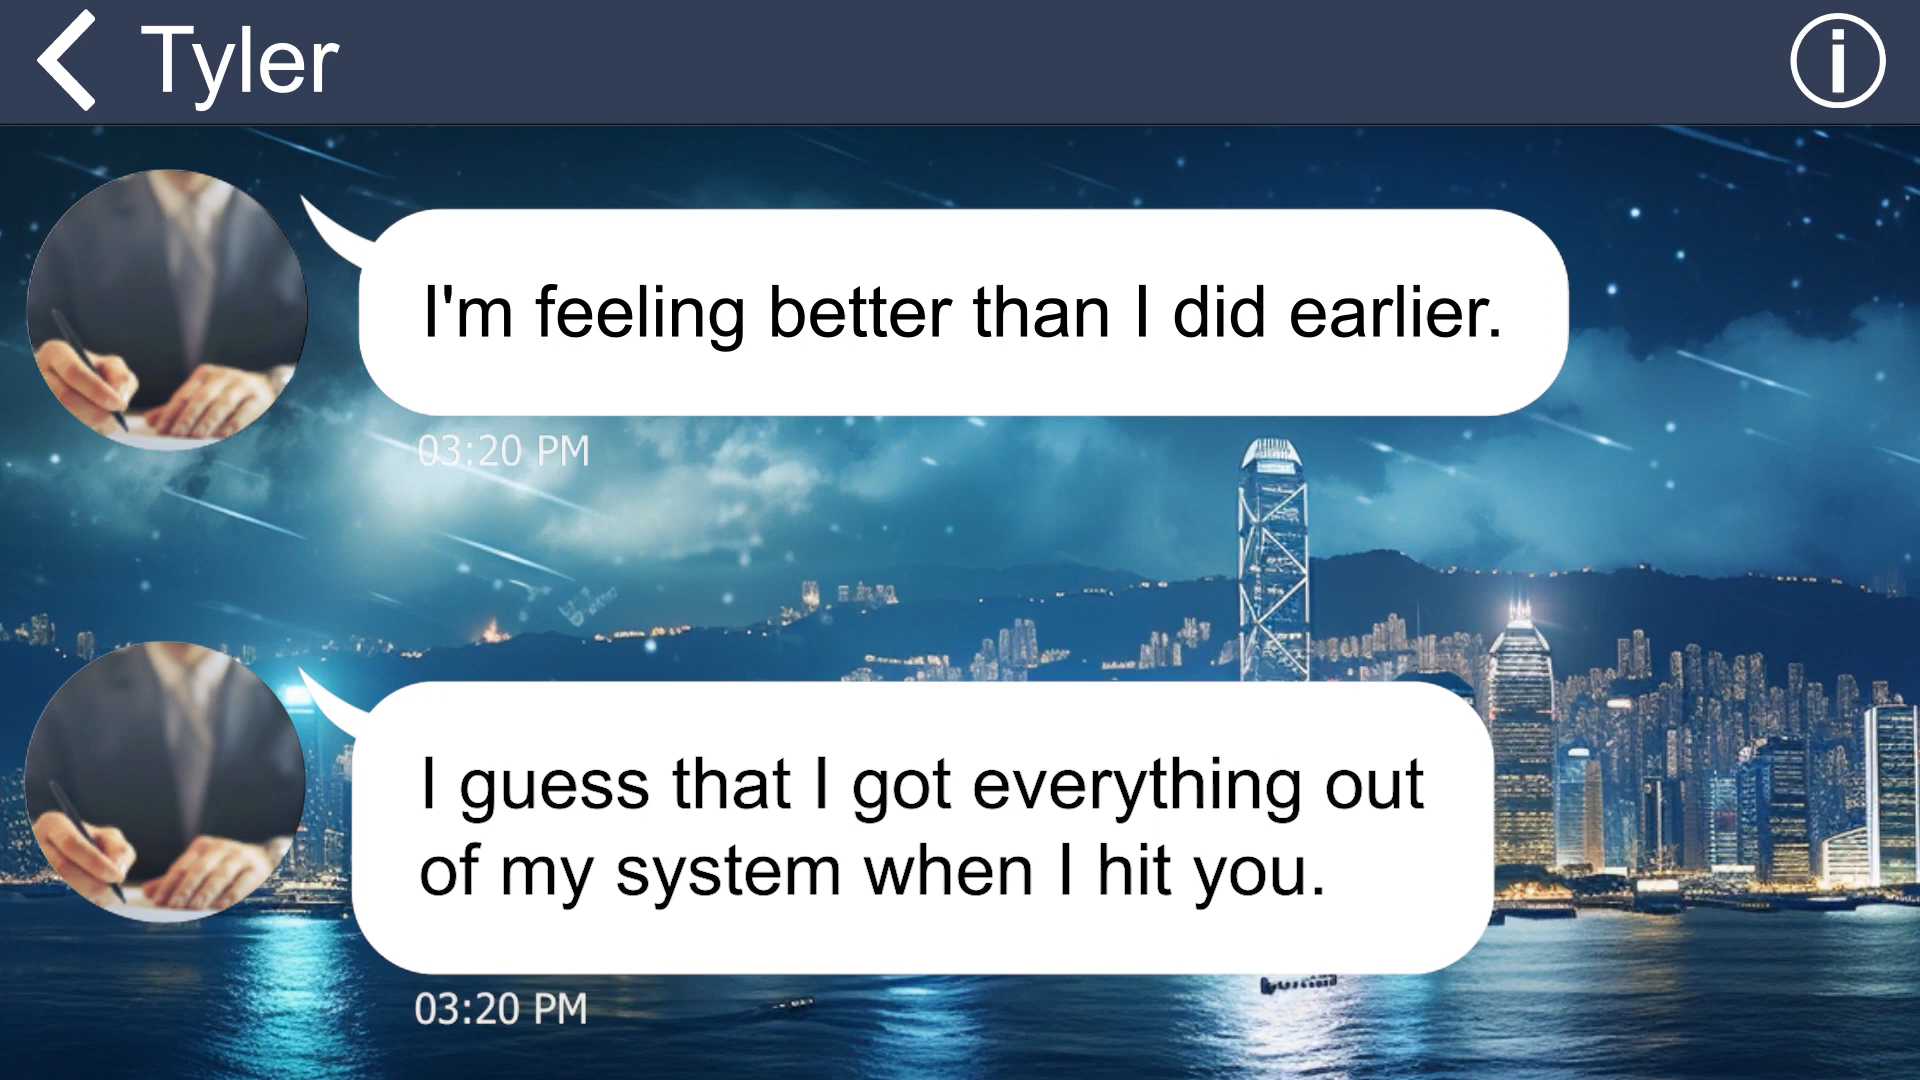 Tyler
I'm feeling better than I did earlier.
03:20 PM
I guess that I got everything out
of my system when I hit you.
03:20 PM